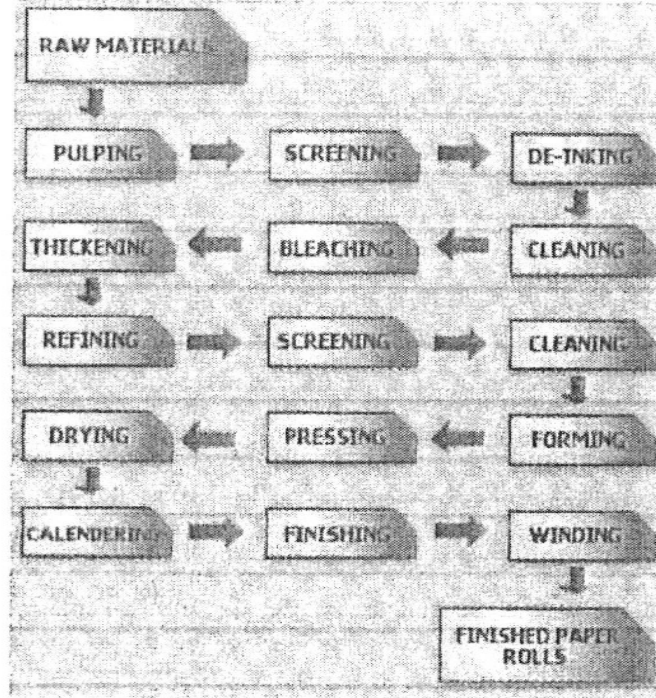 RAW MATERIALS
PULPING
SCREENING
DE-INKING
CLEANING
BLEACHING
THICKENING
REFINING
SCREENING
CLEANING
FORMING
PRESSING
DRYING
CALENDERING
FINISHING
WINDING
FINISHED PAPER
ROLLS